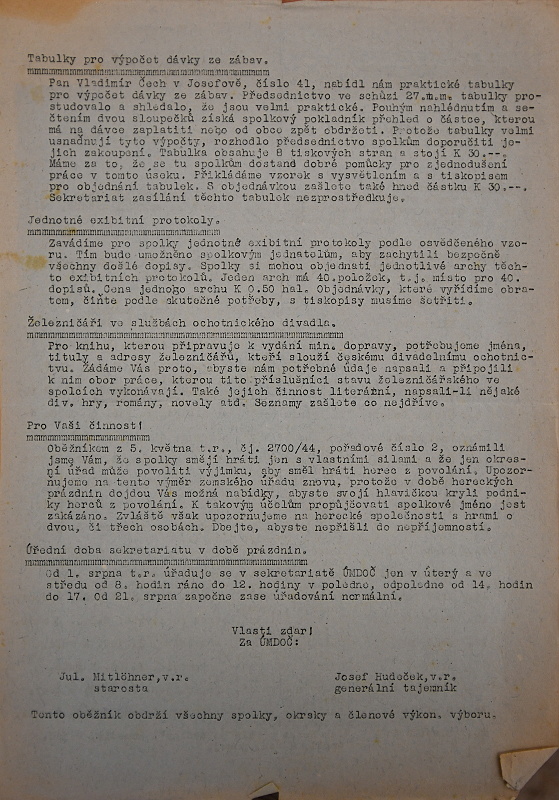 Tabulky pro výpočet dávky ze zábav.
Pan Vladimír Čech v Josefově, číslo 41, nabídl nám praktické tabulky
pro výpočet dávky ze zábav. Předsednictvo ve schůzi 27.m.m. tabulky pro-
studovalo a shledalo, že jsou velmi praktické. Pouhým nahlédnutím a se-
čtením dvou sloupečků získá spolkový pokladník přehled o částce, kterou
má na dávce zaplatiti nebo od obce zpět obdržeti. Protože tabulky velmi
usnadňují tyto výpočty, rozhodlo předsednictvo spolkům doporučiti je-
jich zakoupení. Tabulka obsahuje 8 tiskových stran a stojí K 30.--.
Máme za to, že se tu spolkům dostane dobré pomůcky pro zjednodušení
práce v tomto úseku. Přikládáme vzorek s vysvětlením a s tiskopisem
pro objednání tabulek. S objednávkou zašlete také hned částku K 30.--.
Sekretariat zasílání těchto tabulek nezprostředkuje.
Jednotné exibitní protokoly.
Zavádíme pro spolky jednotné exibitní protokoly podle osvědčeného vzo-
ru. Tím bude umožněno spolkovým jednatelům, aby zachytili bezpečně
všechny došlé dopisy. Spolky si mohou objednati jednotlivé archy těch-
to exibitních protokolů. Jeden arch má 40 položek, t.j. místo pro 40
dopisů. Cena jednoho archu K 0.50 hal. Objednávky, které vyřídíme obra-
tem, čiňte podle skutečné potřeby, s tiskopisy musíme šetřiti.
Železničáři ve službách ochotnického divadla.
Pro knihu, kterou připravuje k vydání min. dopravy, potřebujeme jména,
tituly a adresy železničářů, kteří slouží českému divadelnímu ochotnic-
tvu. Žádáme Vás proto, abyste nám potřebné údaje napsali a připojili
k nim obor práce, kterou tito příslušníci stavu železničářského ve
spolcích vykonávají. Také jejich činnost literární, napsali-li nějaké
div. hry, romány, novely atd. Seznamy zašlete co nejdříve.
Pro Vaši činnost!
Oběžníkem z 5. května t.r., čj. 2700/44, pořadové číslo 2, oznámili
jsme Vám, že spolky smějí hráti jen s vlastními silami a že jen okres-
ní úřad může povoliti výjimku, aby směl hráti herec z povolání. Upozor-
ňujeme na tento výměr zemského úřadu znovu, protože v době hereckých
prázdnin dojdou Vás možná nabídky, abyste svojí hlavičkou kryli podni-
ky herců z povolání. K takovým účelům propůjčovati spolkové jméno jest
zakázáno. Zvláště však upozorňujeme na herecké společnosti s hrami o
dvou, či třech osobách. Dbejte, abyste nepřišli do nepříjemností.
Úřední doba sekretariatu v době prázdnin.
Od 1. srpna t.r. úřaduje se v sekretariatě ÚMDOČ jen v úterý a ve
středu od 8. hodin ráno do 12. hodiny v poledne, odpoledne od 14. hodin
do 17. Od 21. srpna započne zase úřadování normální.
Vlasti zdar!
Za ÚMDOČ:
Jul. Mitlöhner,v.r. Josef Hudeček,v.r.
starosta generální tajemník
Tento oběžník obdrží všechny spolky, okrsky a členové výkon. výboru.